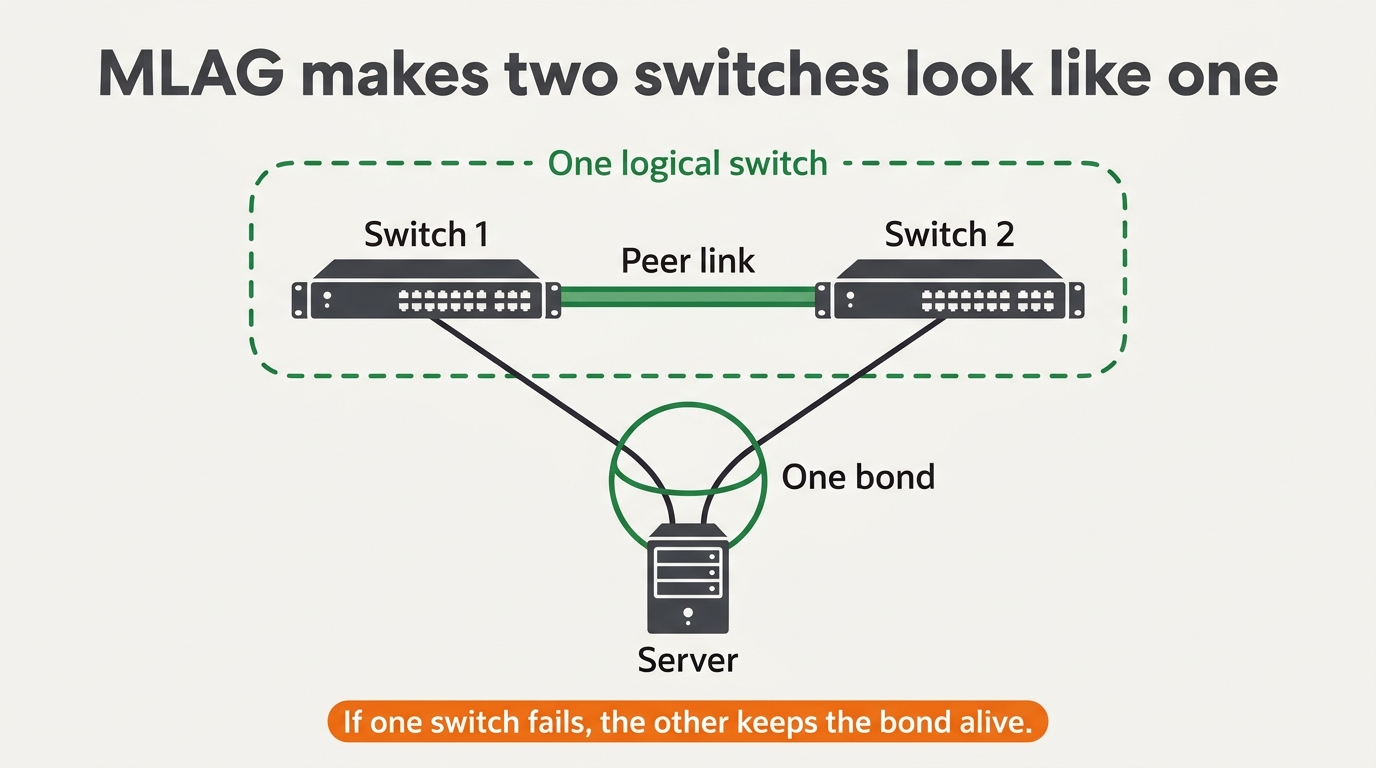 MLAG makes two switches look like one
One logical switch
Switch 1
Peer link
Switch 2
One bond
Server
If one switch fails, the other keeps the bond alive.